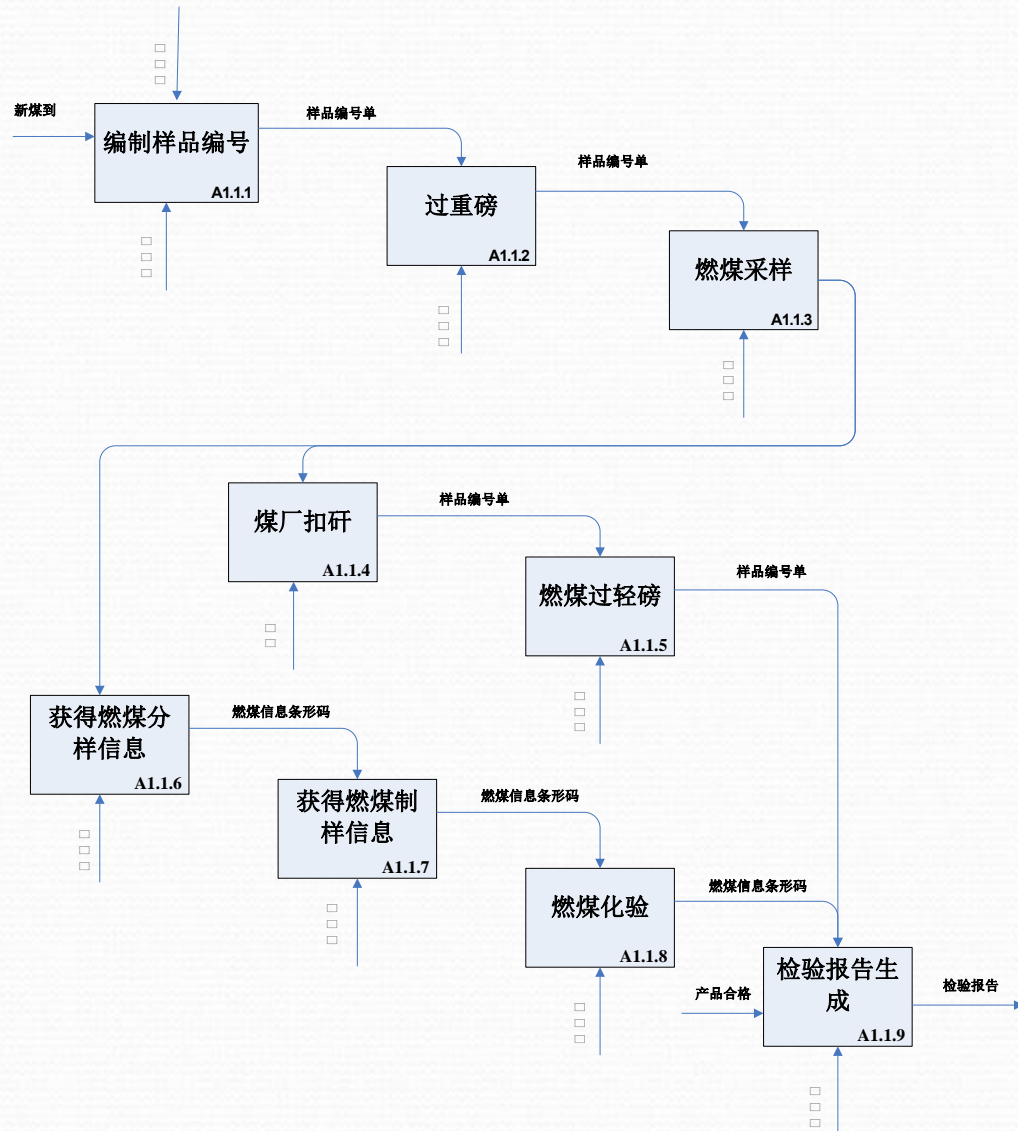 新煤到
编制样品编号
A1.1.1
样品编号单
过重磅
A1.1.2
样品编号单
燃煤采样
A1.1.3
煤厂扣矸
A1.1.4
样品编号单
燃煤过轻磅
A1.1.5
样品编号单
获得燃煤分
样信息
A1.1.6
燃煤信息条形码
获得燃煤制
样信息
A1.1.7
燃煤信息条形码
燃煤化验
A1.1.8
燃煤信息条形码
产品合格
检验报告生
成
A1.1.9
检验报告